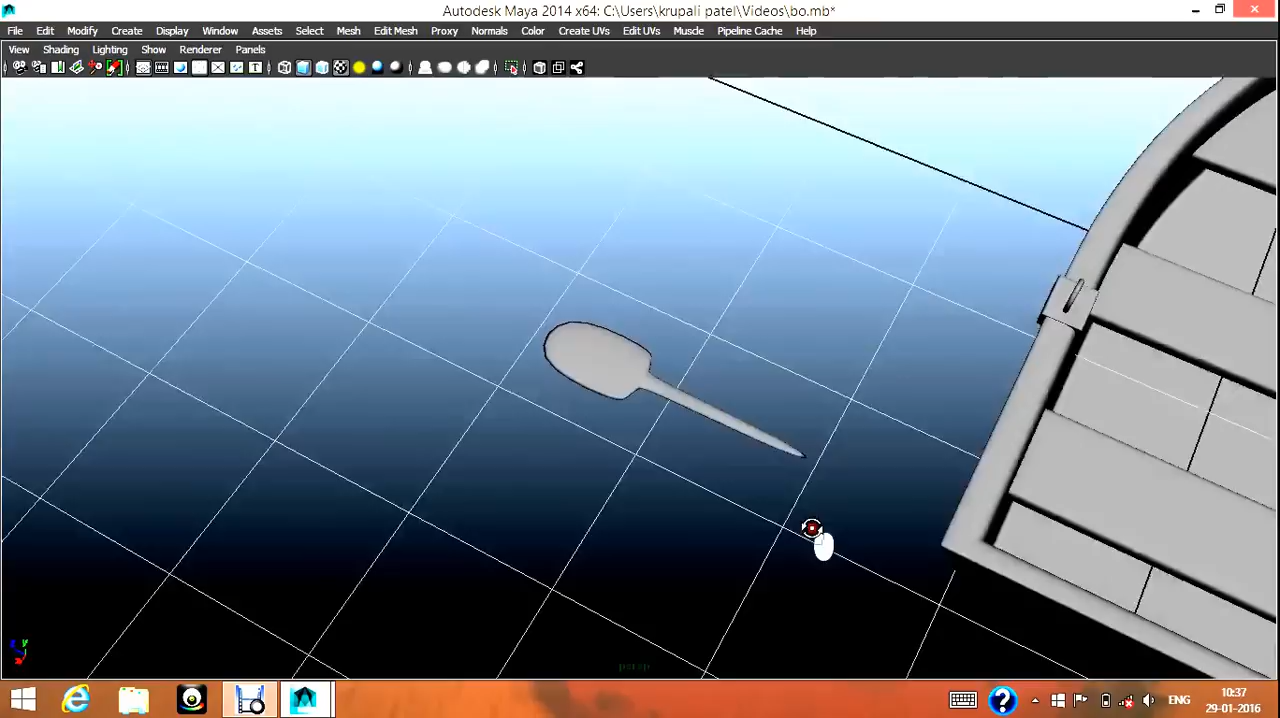 Autodesk Maya 2014 x64: C:\Users\krupali patel\Videos\bo.mb*
File Edit Modify Create Display Window Assets Select Mesh Edit Mesh Proxy Normals Color Create UVs Edit UVs Muscle Pipeline Cache Help
View Shading Lighting Show Renderer Panels
persp
ENG
10:37
29-01-2016